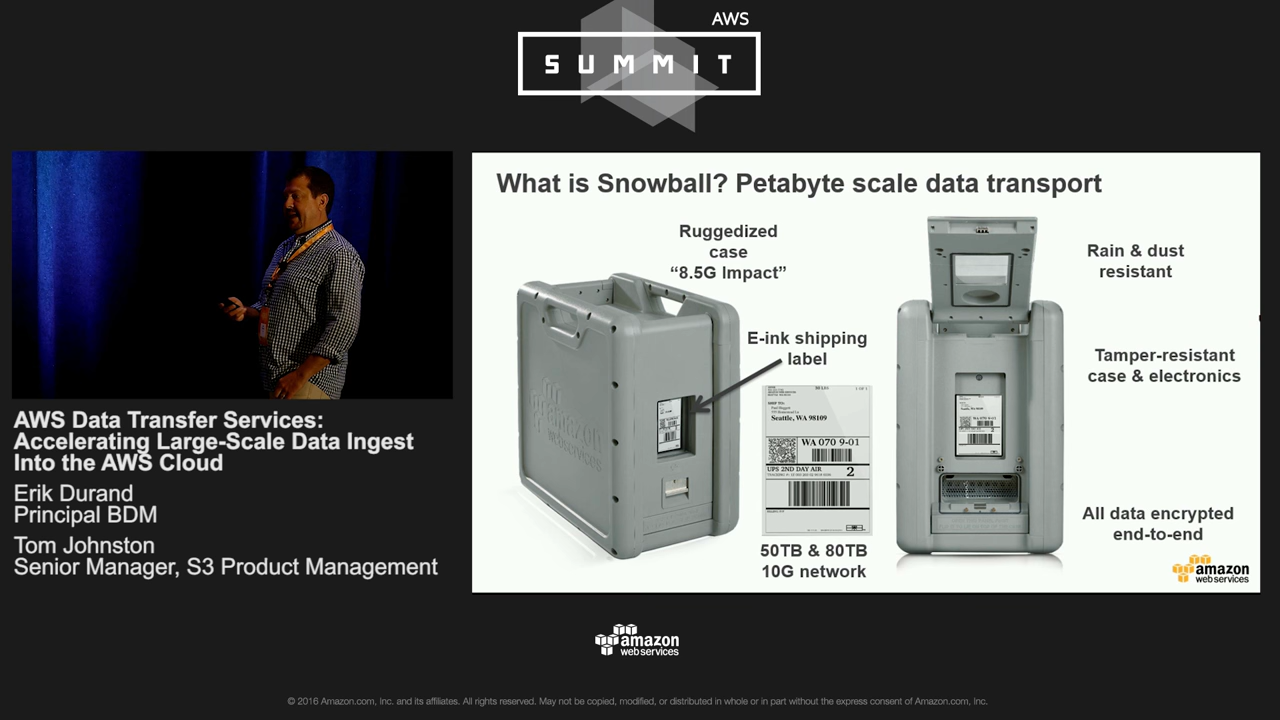 AWS
SUMMIT
What is Snowball? Petabyte scale data transport
Ruggedized
case
“8.5G Impact”
Rain & dust
resistant
E-ink shipping
label
Tamper-resistant
case & electronics
Seattle, WA 98109
WA 070 9-01
UPS 2ND DAY AIR
2
50TB & 80TB
10G network
All data encrypted
end-to-end
amazon
web services
AWS Data Transfer Services:
Accelerating Large-Scale Data Ingest
Into the AWS Cloud
Erik Durand
Principal BDM
Tom Johnston
Senior Manager, S3 Product Management
amazon
web services
© 2016 Amazon.com, Inc. and its affiliates. All rights reserved. May not be copied, modified, or distributed in whole or in part without the express consent of Amazon.com, Inc.